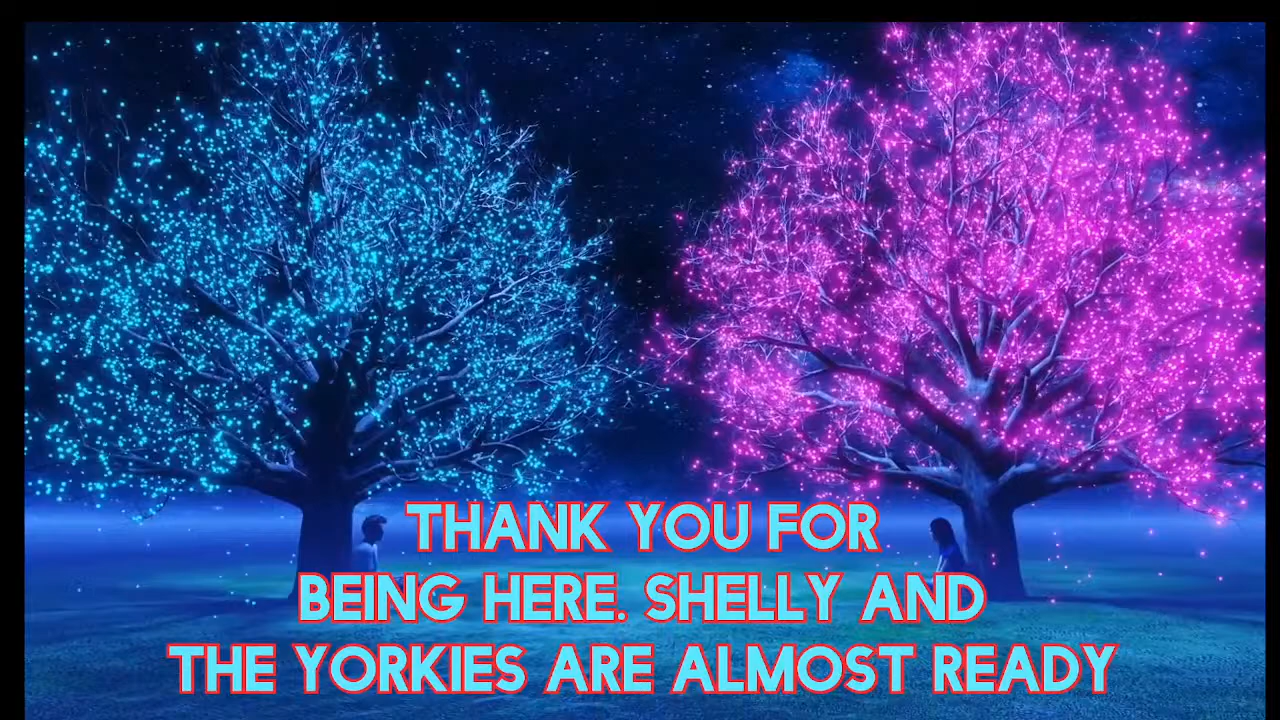 THANK YOU FOR
BEING HERE. SHELLY AND
THE YORKIES ARE ALMOST READY